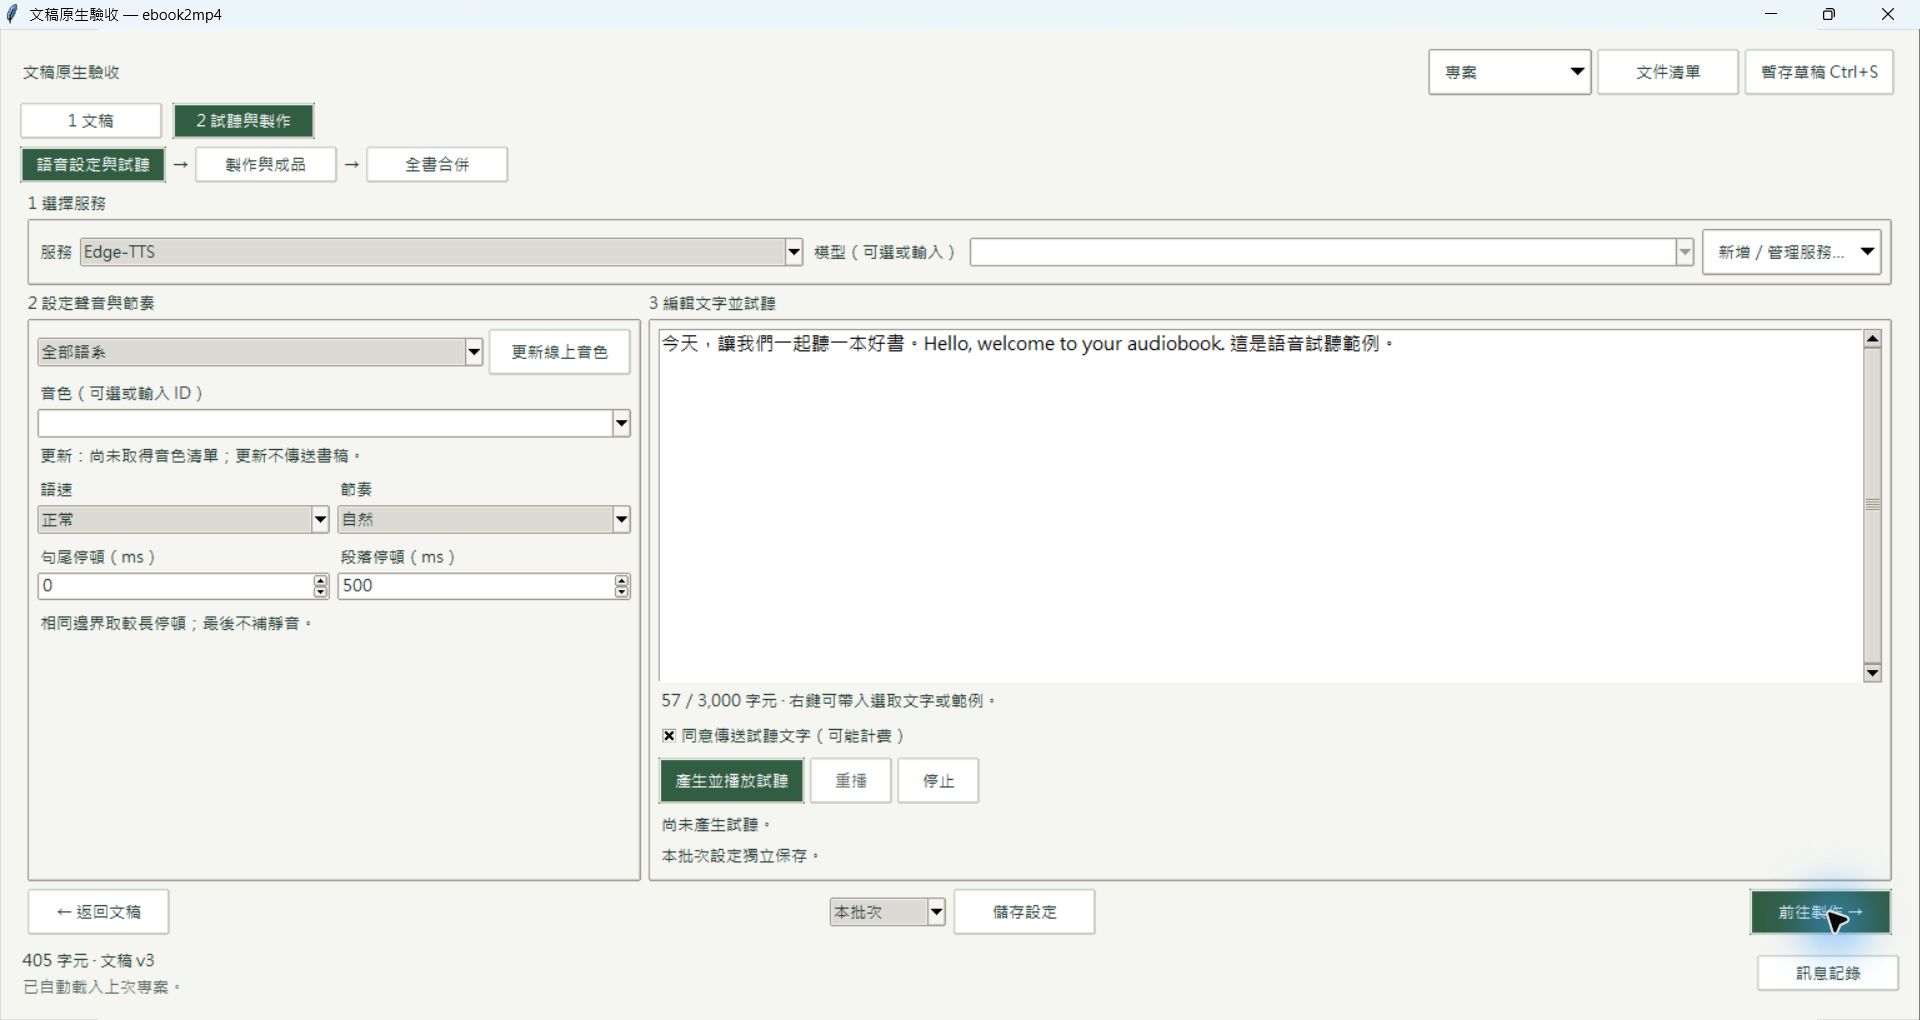 文稿原生驗收 — ebook2mp4
文稿原生驗收
專案
文件清單
暫存草稿 Ctrl+S
1 文稿
2 試聽與製作
語音設定與試聽
→
製作與成品
→
全書合併
1 選擇服務
服務
Edge-TTS
模型（可選或輸入）
新增 / 管理服務...
2 設定聲音與節奏
全部語系
更新線上音色
音色（可選或輸入 ID）
更新：尚未取得音色清單；更新不傳送書稿。
語速
節奏
正常
自然
句尾停頓（ms）
段落停頓（ms）
0
500
相同邊界取較長停頓；最後不補靜音。
3 編輯文字並試聽
今天，讓我們一起聽一本好書。Hello, welcome to your audiobook. 這是語音試聽範例。
57 / 3,000 字元 · 右鍵可帶入選取文字或範例。
同意傳送試聽文字（可能計費）
產生並播放試聽
重播
停止
尚未產生試聽。
本批次設定獨立保存。
← 返回文稿
本批次
儲存設定
前往製作 →
405 字元 · 文稿 v3
已自動載入上次專案。
訊息記錄